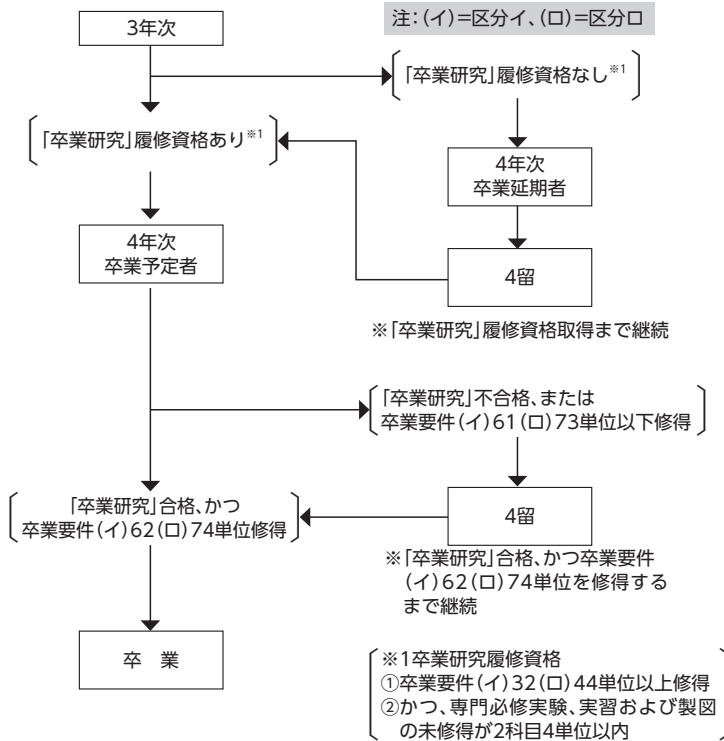 注：(イ)=区分イ、(ロ)=区分ロ
3年次
「卒業研究」履修資格なし※1
「卒業研究」履修資格あり※1
4年次
卒業延期者
4年次
卒業予定者
4留
※「卒業研究」履修資格取得まで継続
「卒業研究」不合格、または
卒業要件(イ)61(ロ)73単位以下修得
「卒業研究」合格、かつ
卒業要件(イ)62(ロ)74単位修得
4留
※「卒業研究」合格、かつ卒業要件
(イ)62(ロ)74単位を修得する
まで継続
卒　業
※1卒業研究履修資格
①卒業要件(イ)32(ロ)44単位以上修得
②かつ、専門必修実験、実習および製図
の未修得が2科目4単位以内